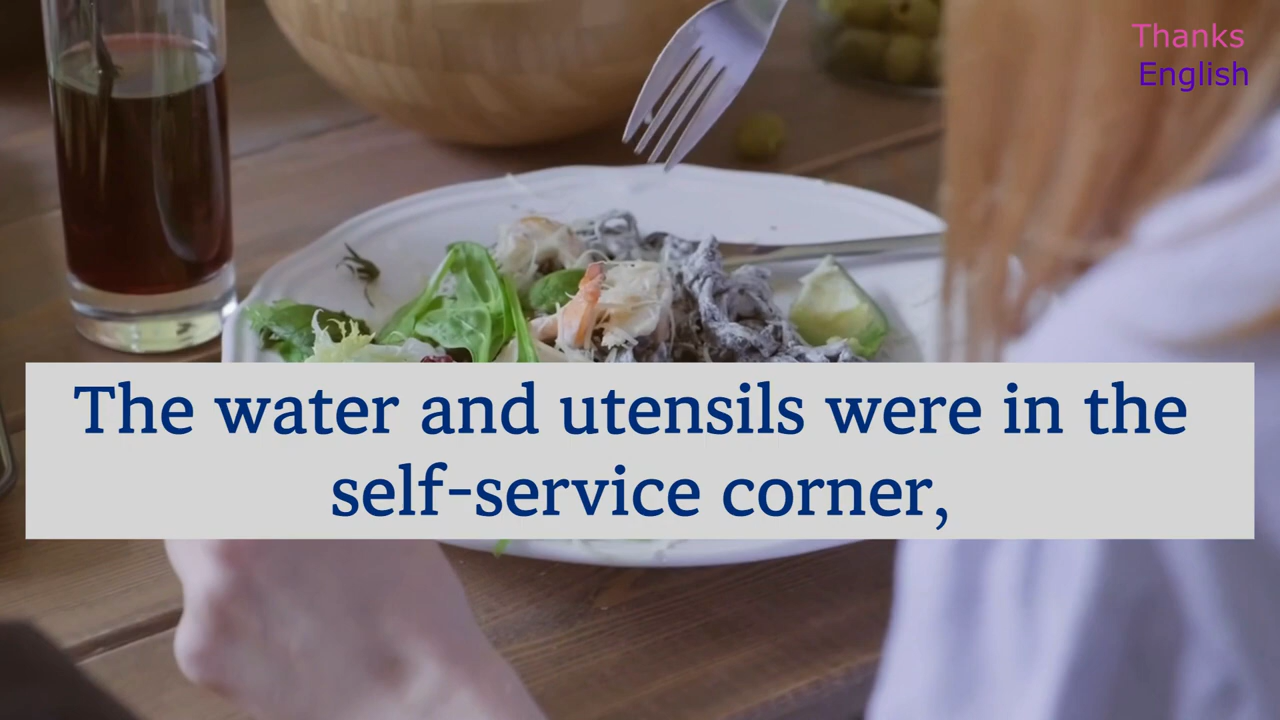 Thanks
English
The water and utensils were in the
self-service corner,